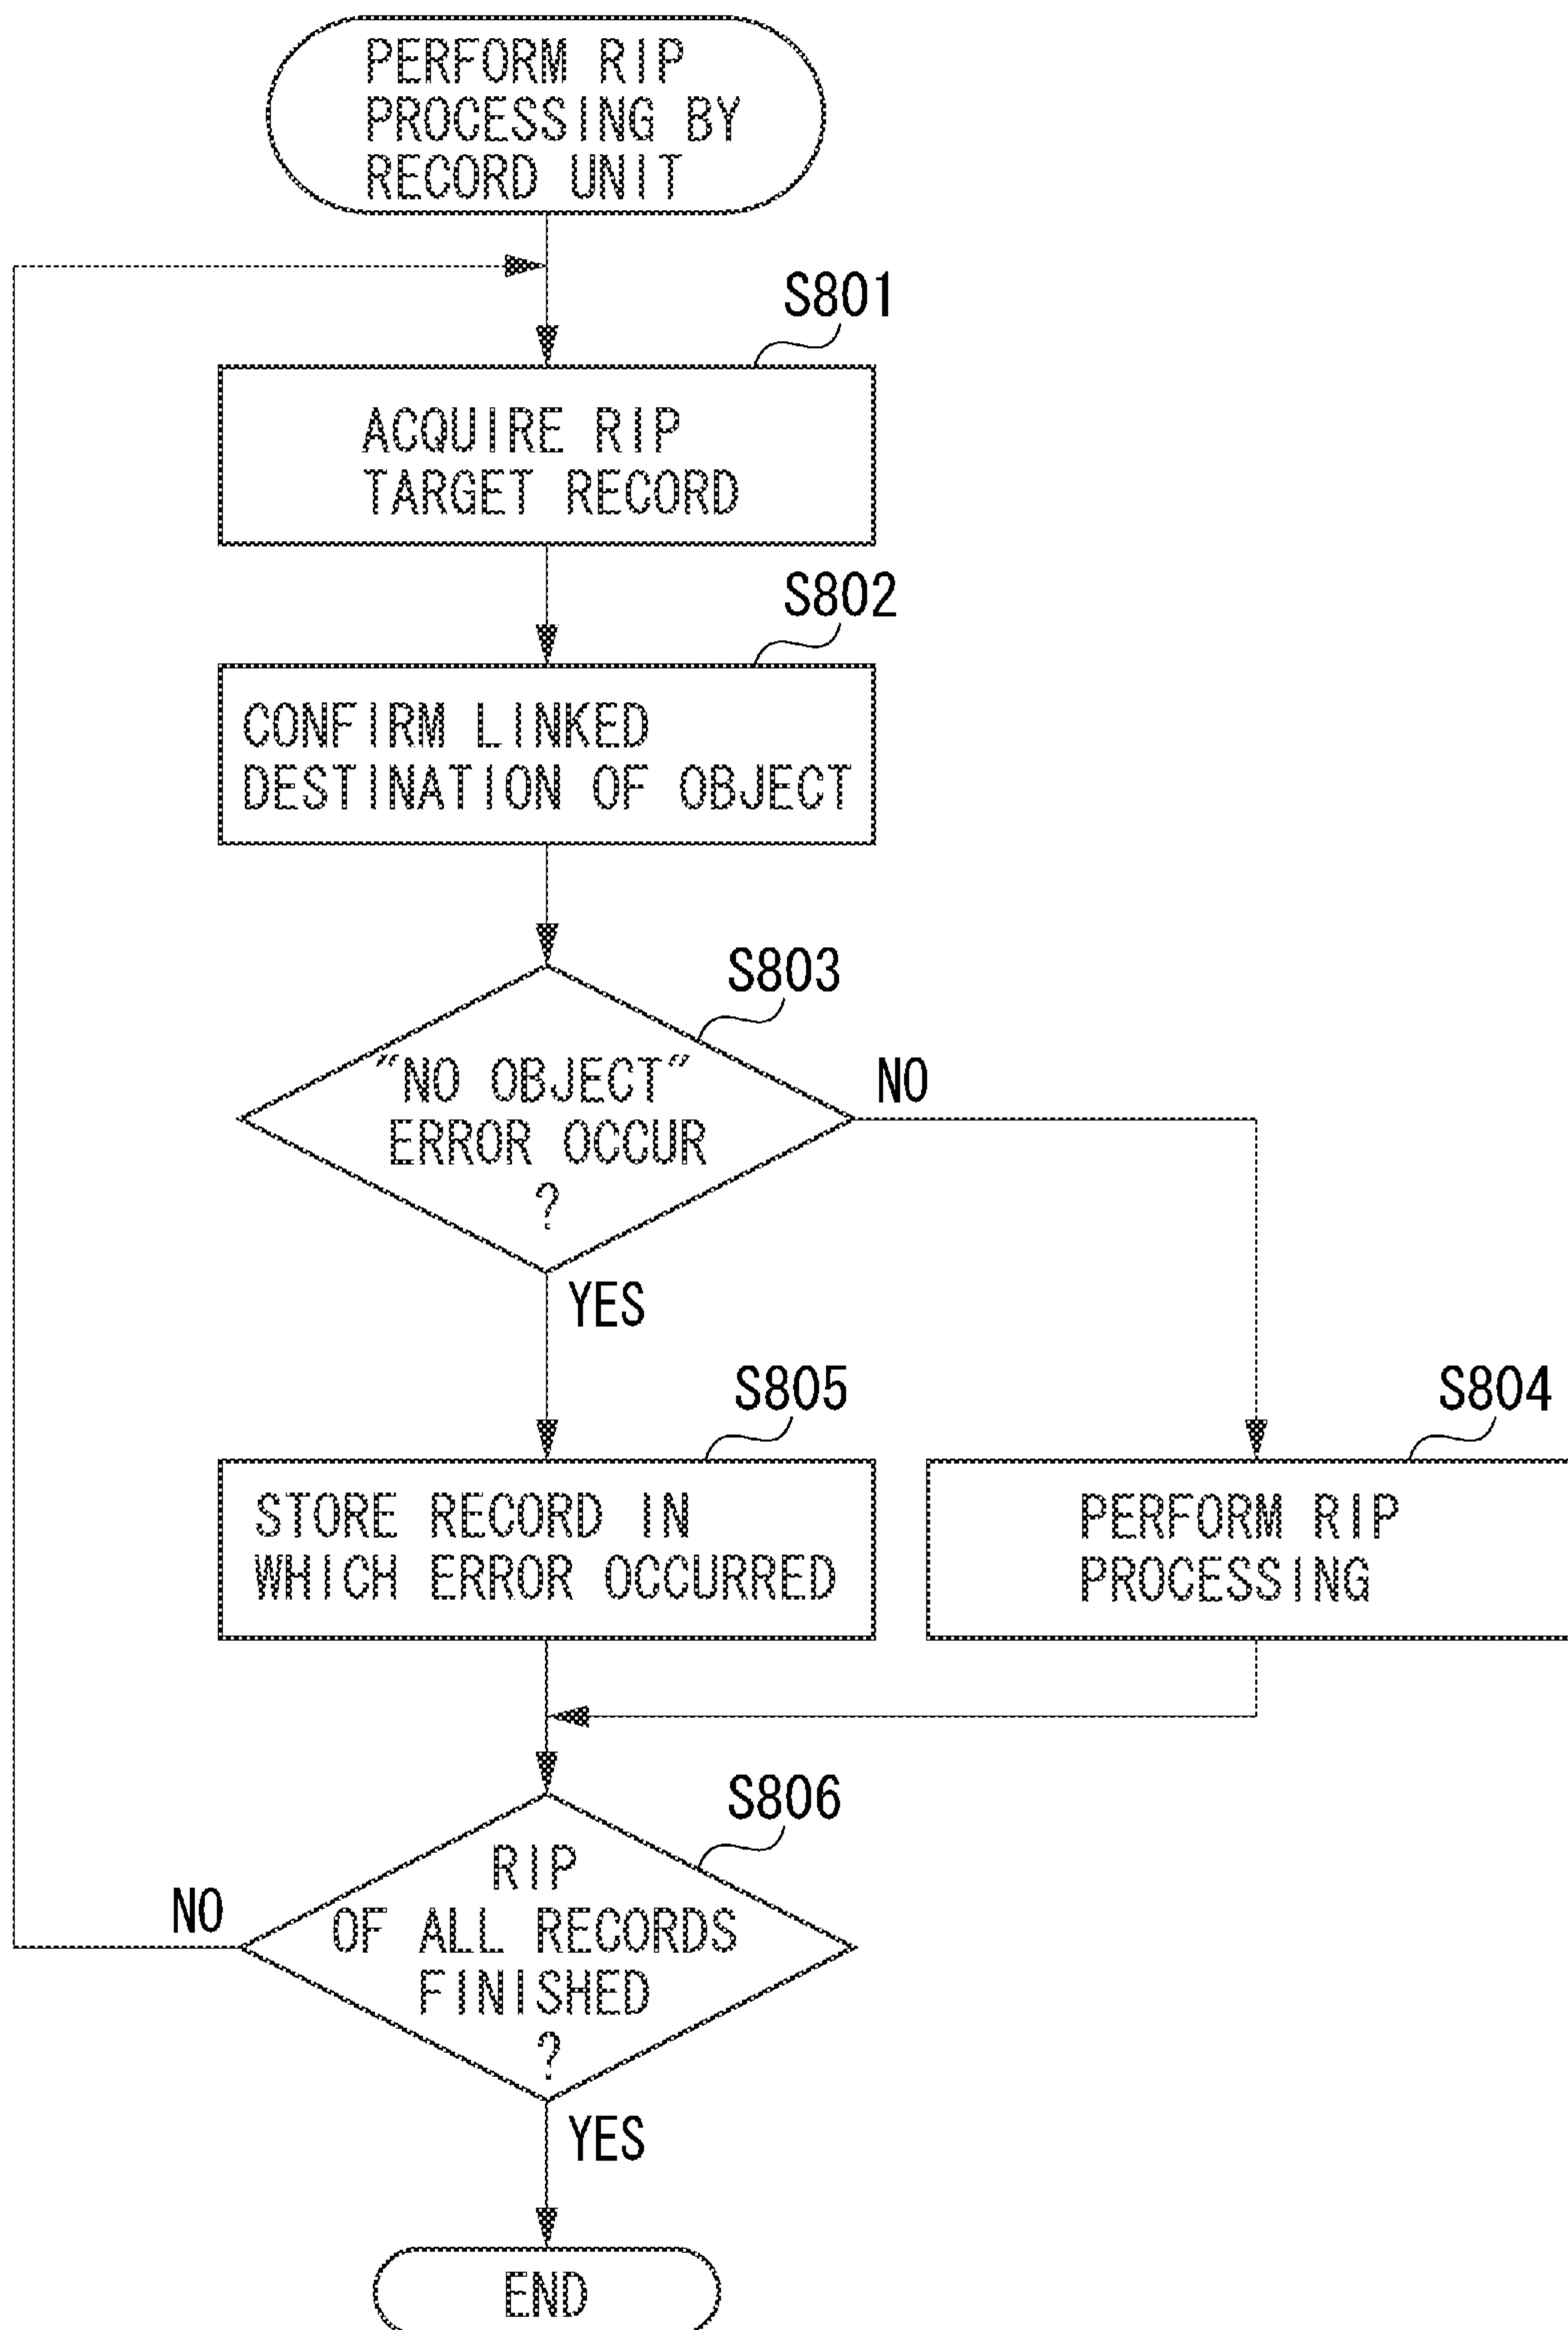 PERFORM RIP
PROCESSING BY
RECORD UNIT
S801
ACQUIRE RIP
TARGET RECORD
S802
CONFIRM LINKED
DESTINATION OF OBJECT
S803
"NO OBJECT"
ERROR OCCUR
?
NO
YES
S805
STORE RECORD IN
WHICH ERROR OCCURRED
S804
PERFORM RIP
PROCESSING
S806
RIP
OF ALL RECORDS
FINISHED
?
NO
YES
END